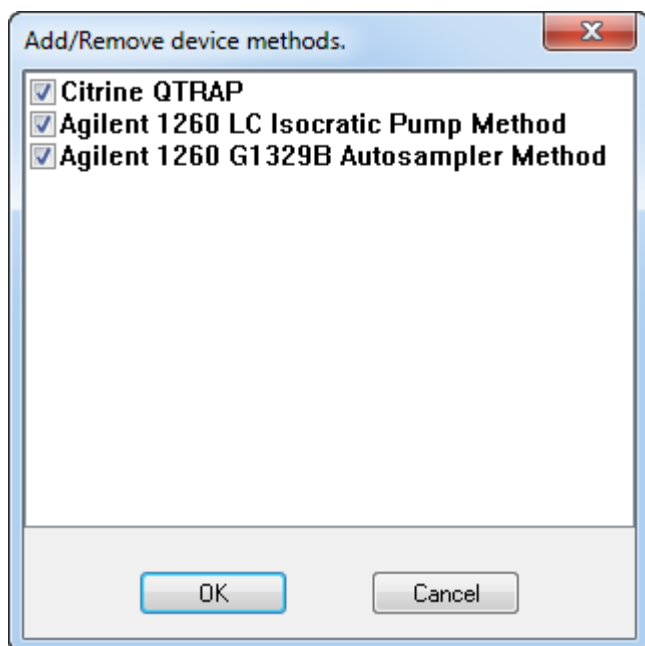 Add/Remove device methods.
Citrine QTRAP
Agilent 1260 LC Isocratic Pump Method
Agilent 1260 G1329B Autosampler Method
OK
Cancel